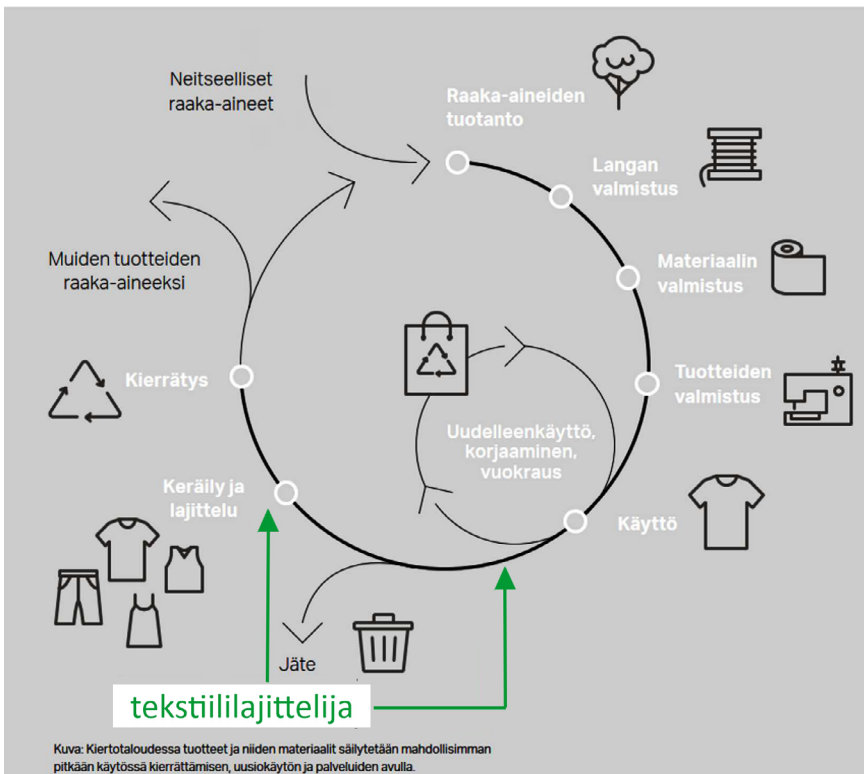 Neitseelliset
raaka-aineet
Raaka-aineiden
tuotanto
Langan
valmistus
Materiaalin
valmistus
Muiden tuotteiden
raaka-aineeksi
Kierrätys
Tuotteiden
valmistus
Uudelleenkäyttö,
korjaaminen,
vuokraus
Keräily ja
lajittelu
Käyttö
Jäte
tekstiililajittelija
Kuva: Kiertotaloudessa tuotteet ja niiden materiaalit säilytetään mahdollisimman
pitkään käytössä kierrättämisen, uusiokäytön ja palveluiden avulla.